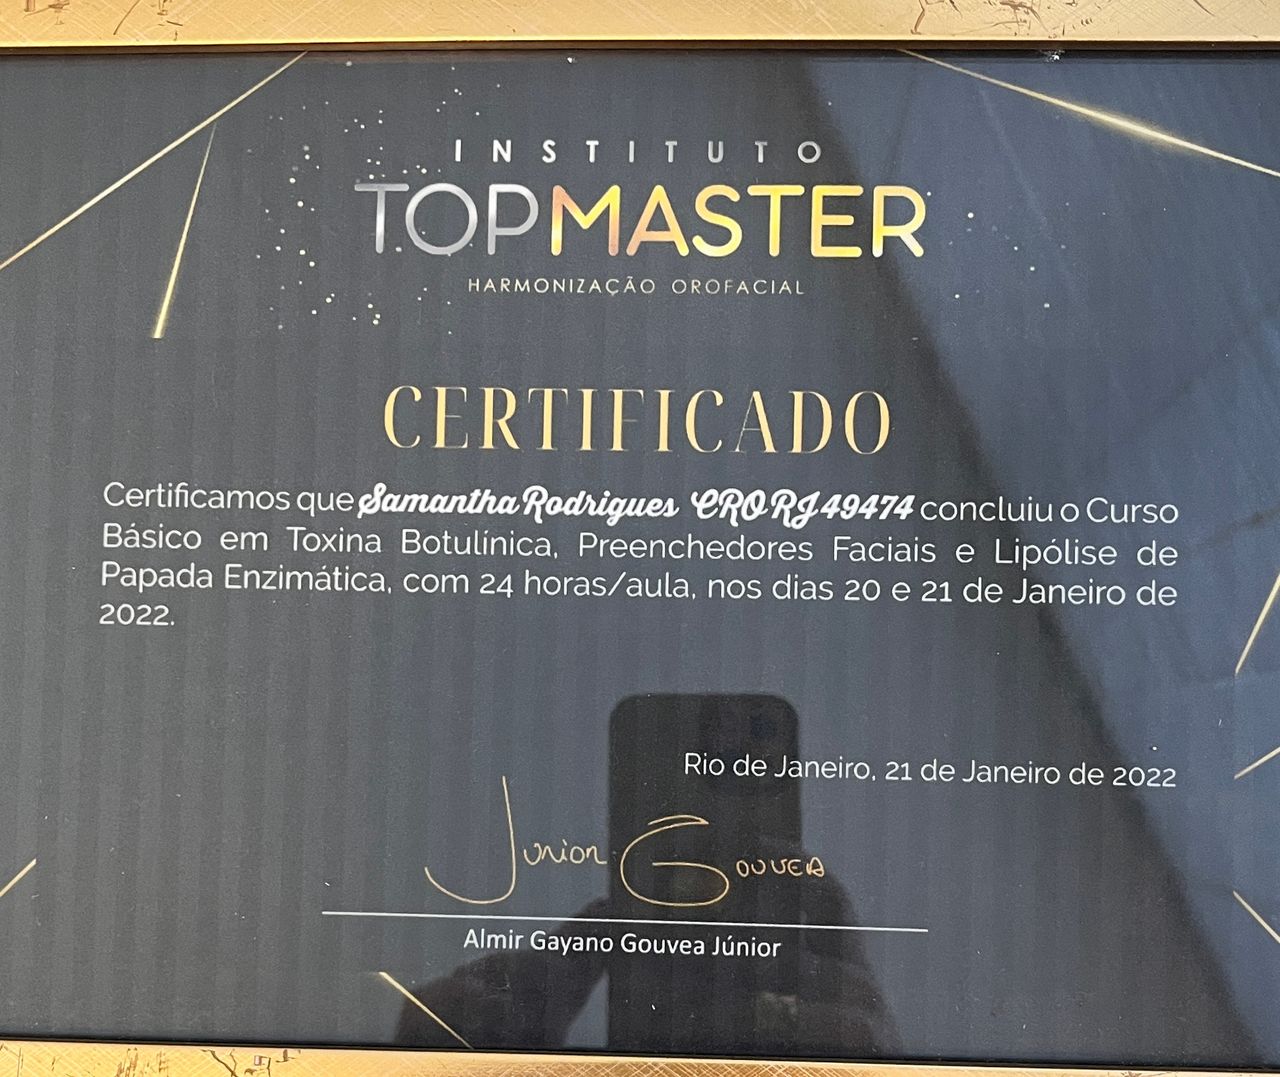 INSTITUTO
TOPMASTER
HARMONIZAÇÃO OROFACIAL
CERTIFICADO
Certificamos que Samantha Rodrigues CRO RJ 49474 concluiu o Curso
Básico em Toxina Botulínica, Preenchedores Faciais e Lipólise de
Papada Enzimática, com 24 horas/aula, nos dias 20 e 21 de Janeiro de
2022.
Rio de Janeiro, 21 de Janeiro de 2022
Junior Gouvea
Almir Gayano Gouvea Júnior